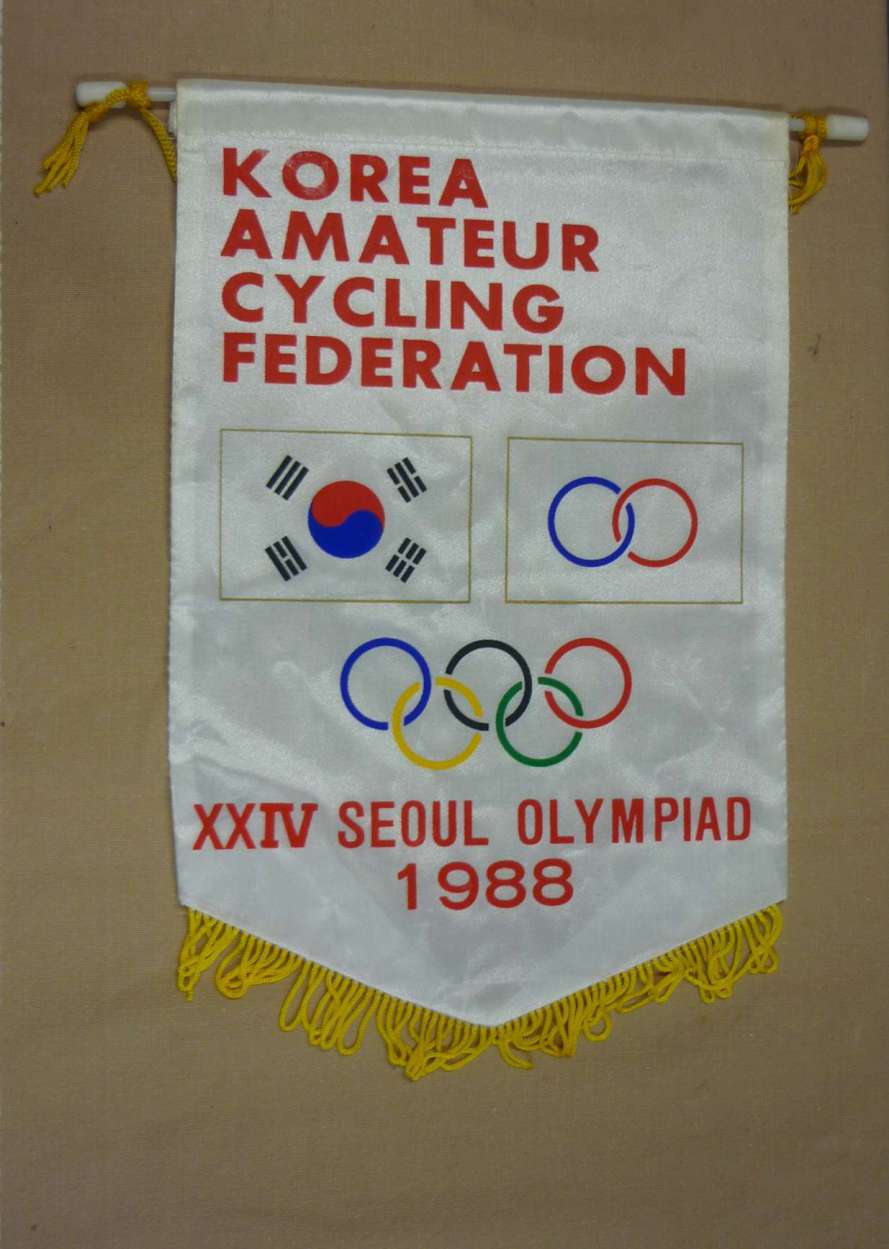 KOREA
AMATEUR
CYCLING
FEDERATION
XXIV SEOUL OLYMPIAD
1988